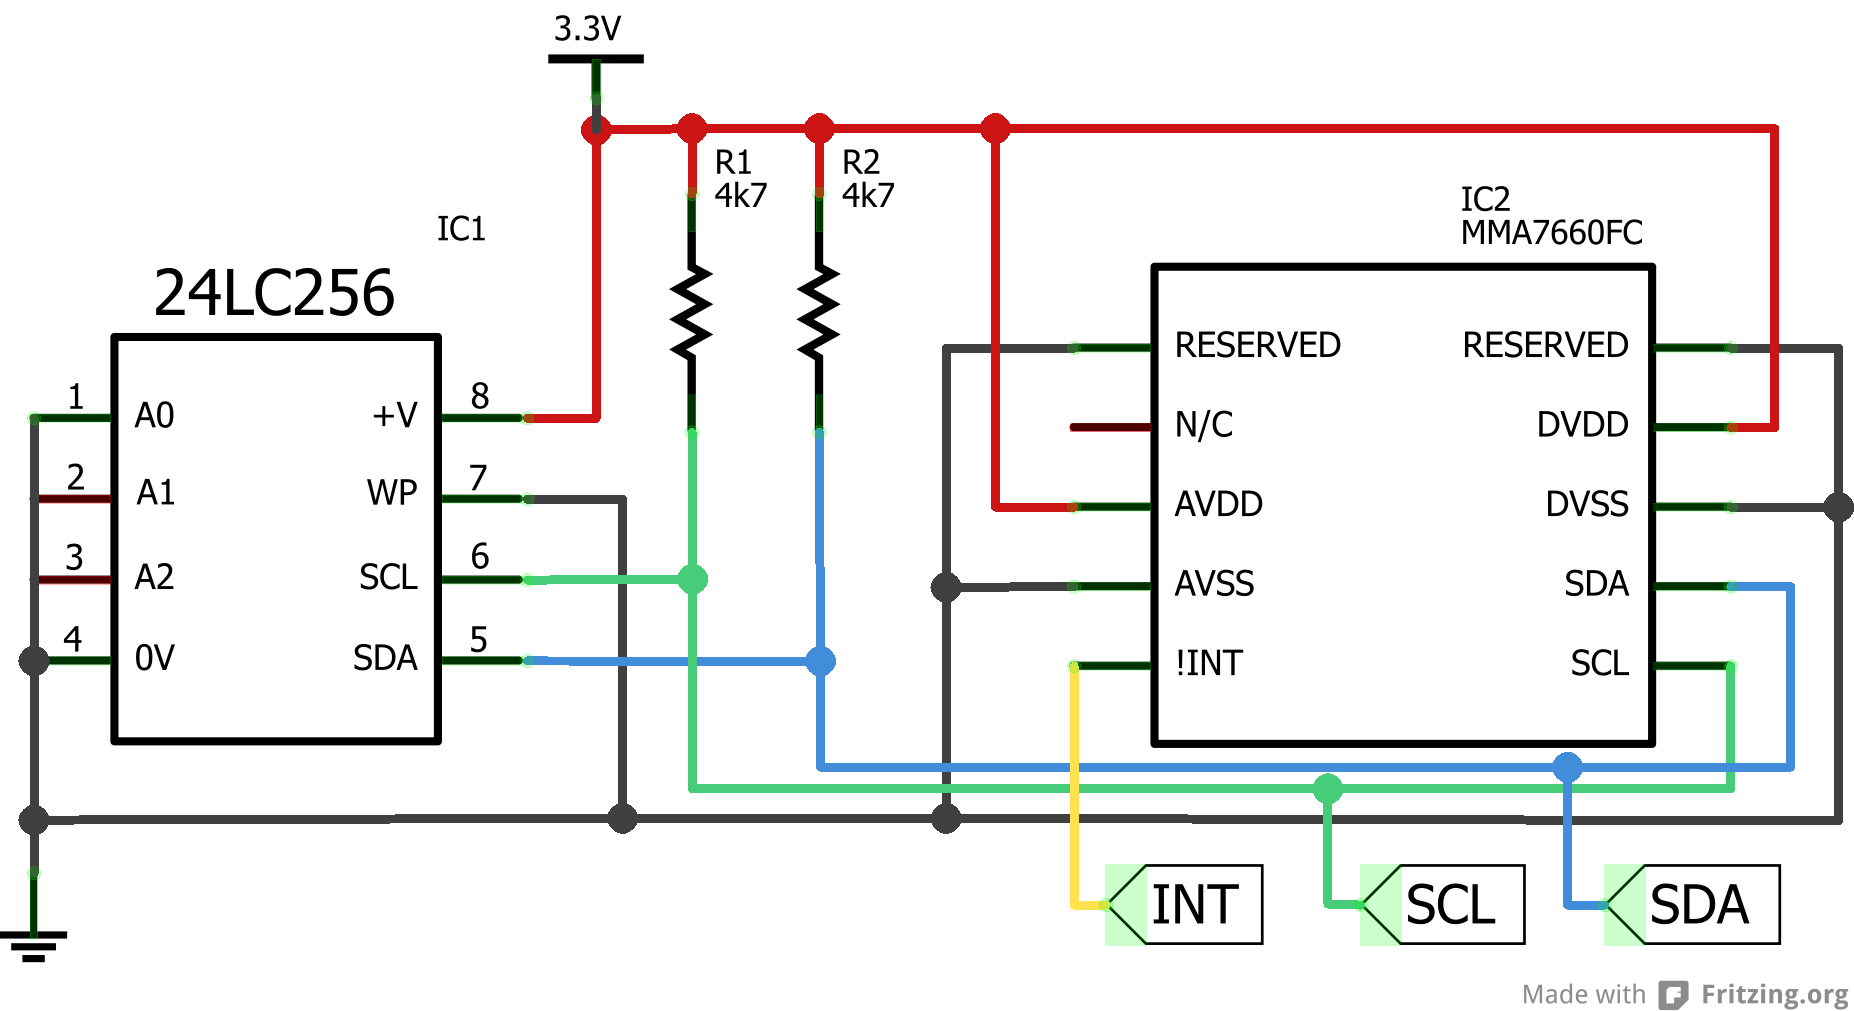 3.3V
R1
4k7
R2
4k7
IC1
24LC256
IC2
MMA7660FC
1
A0
+V
8
2
A1
WP
7
3
A2
SCL
6
4
0V
SDA
5
RESERVED
RESERVED
N/C
DVDD
AVDD
DVSS
AVSS
SDA
!INT
SCL
INT
SCL
SDA
Made with Fritzing.org